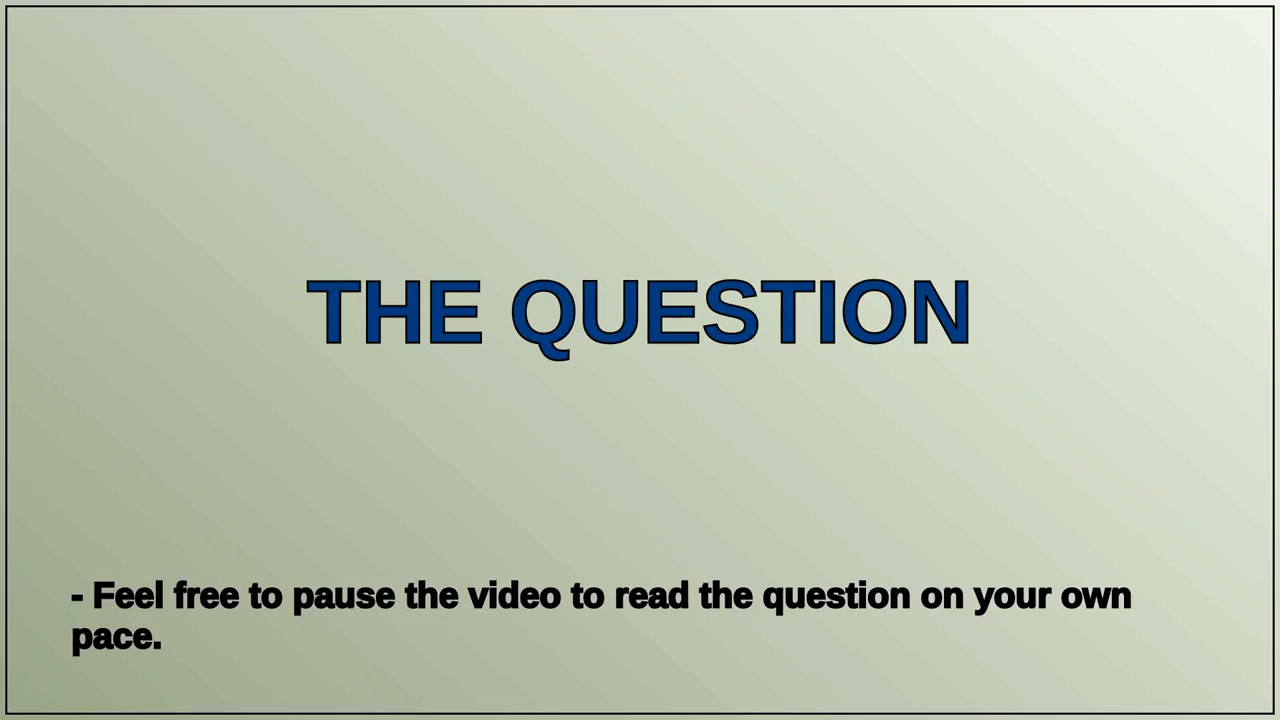 THE QUESTION
- Feel free to pause the video to read the question on your own
pace.